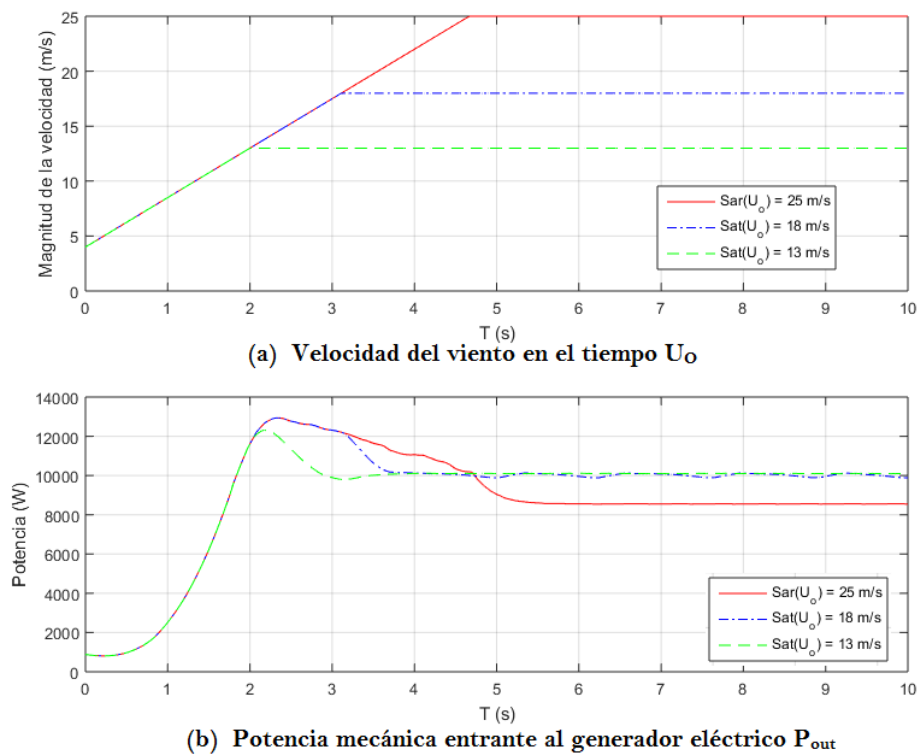 25
20
15
10
5
0
Magnitud de la velocidad (m/s)
Sar(Uo) = 25 m/s
Sat(Uo) = 18 m/s
Sat(Uo) = 13 m/s
0 1 2 3 4 5 6 7 8 9 10
T (s)
(a) Velocidad del viento en el tiempo UO
14000
12000
10000
8000
6000
4000
2000
0
Potencia (W)
Sar(Uo) = 25 m/s
Sat(Uo) = 18 m/s
Sat(Uo) = 13 m/s
0 1 2 3 4 5 6 7 8 9 10
T (s)
(b) Potencia mecánica entrante al generador eléctrico Pout